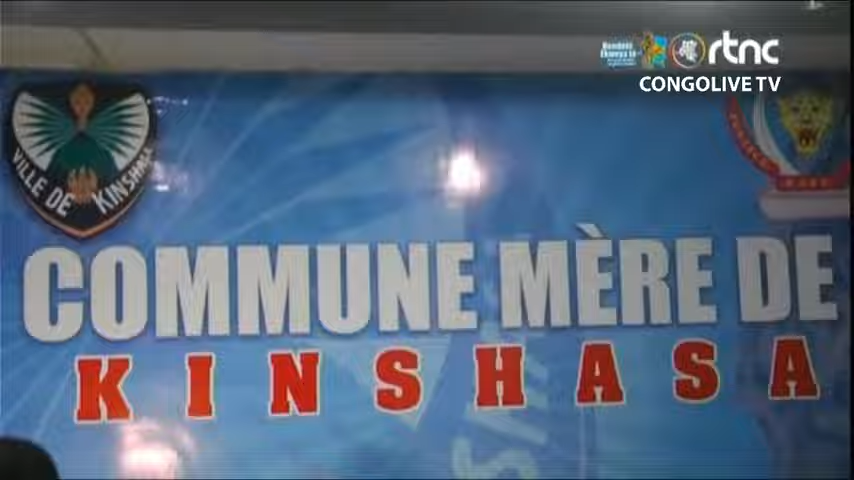 rtnc
CONGOLIVE TV
VILLE DE KINSHASA
COMMUNE MÈRE DE
KINSHASA